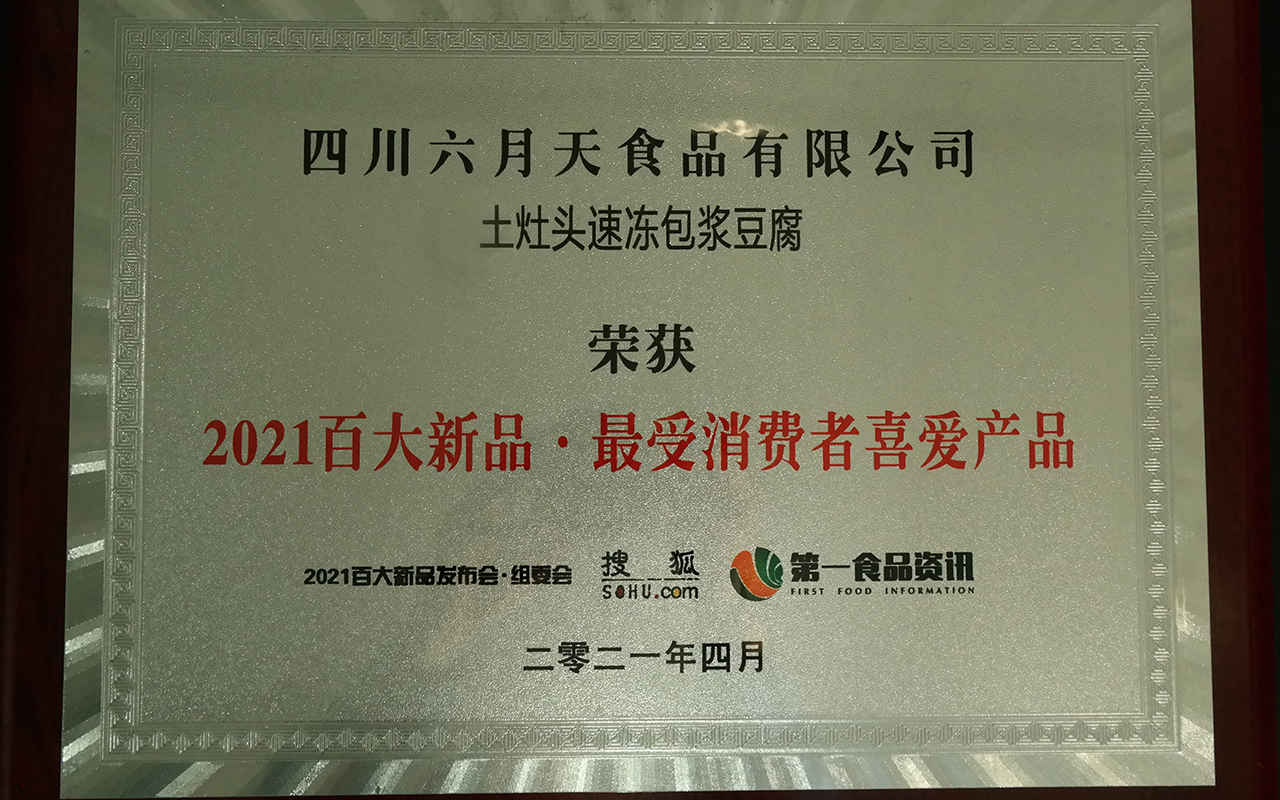 四川六月天食品有限公司
土灶头速冻包浆豆腐
荣获
2021百大新品·最受消费者喜爱产品
2021百大新品发布会·组委会
搜狐
SOHU.com
第一食品资讯
FIRST FOOD INFORMATION
二零二一年四月